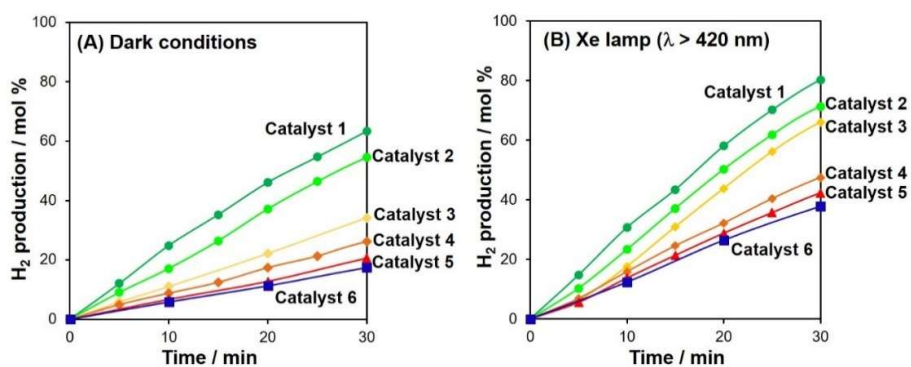 (A) Dark conditions
H₂ production / mol %
100
80
60
40
20
0
Catalyst 1
Catalyst 2
Catalyst 3
Catalyst 4
Catalyst 5
Catalyst 6
0 10 20 30
Time / min
(B) Xe lamp (λ > 420 nm)
H₂ production / mol %
100
80
60
40
20
0
Catalyst 1
Catalyst 2
Catalyst 3
Catalyst 4
Catalyst 5
Catalyst 6
0 10 20 30
Time / min